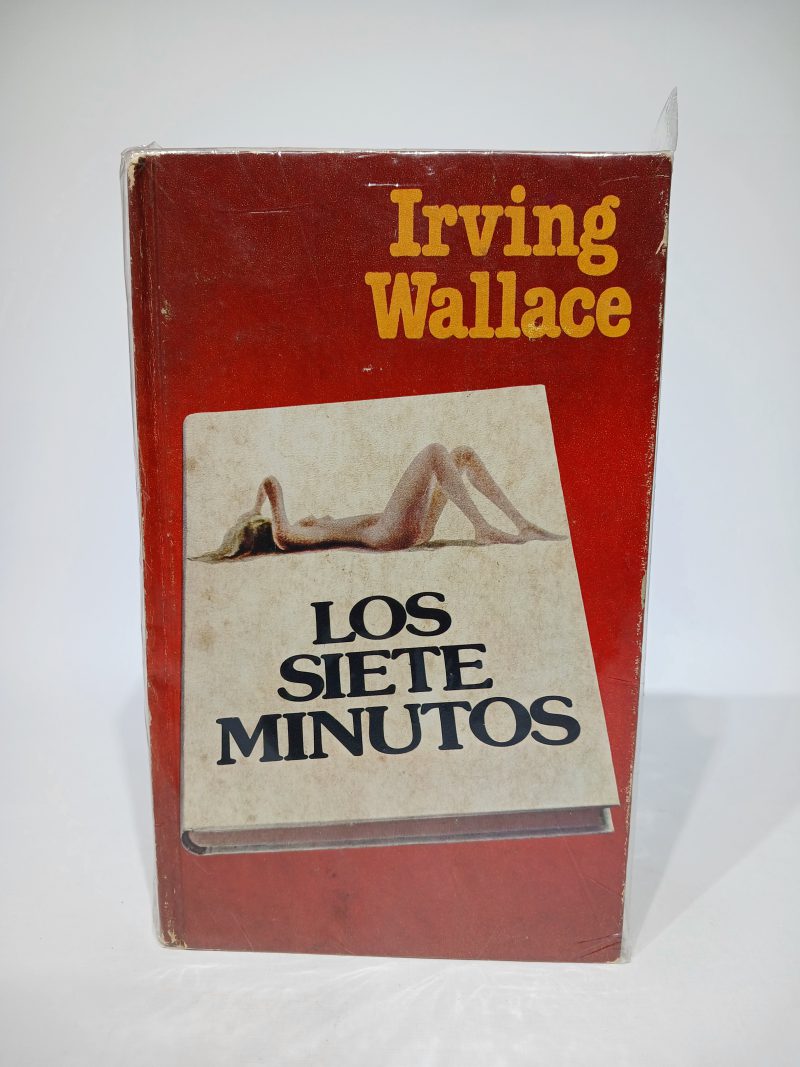 Irving
Wallace
LOS
SIETE
MINUTOS